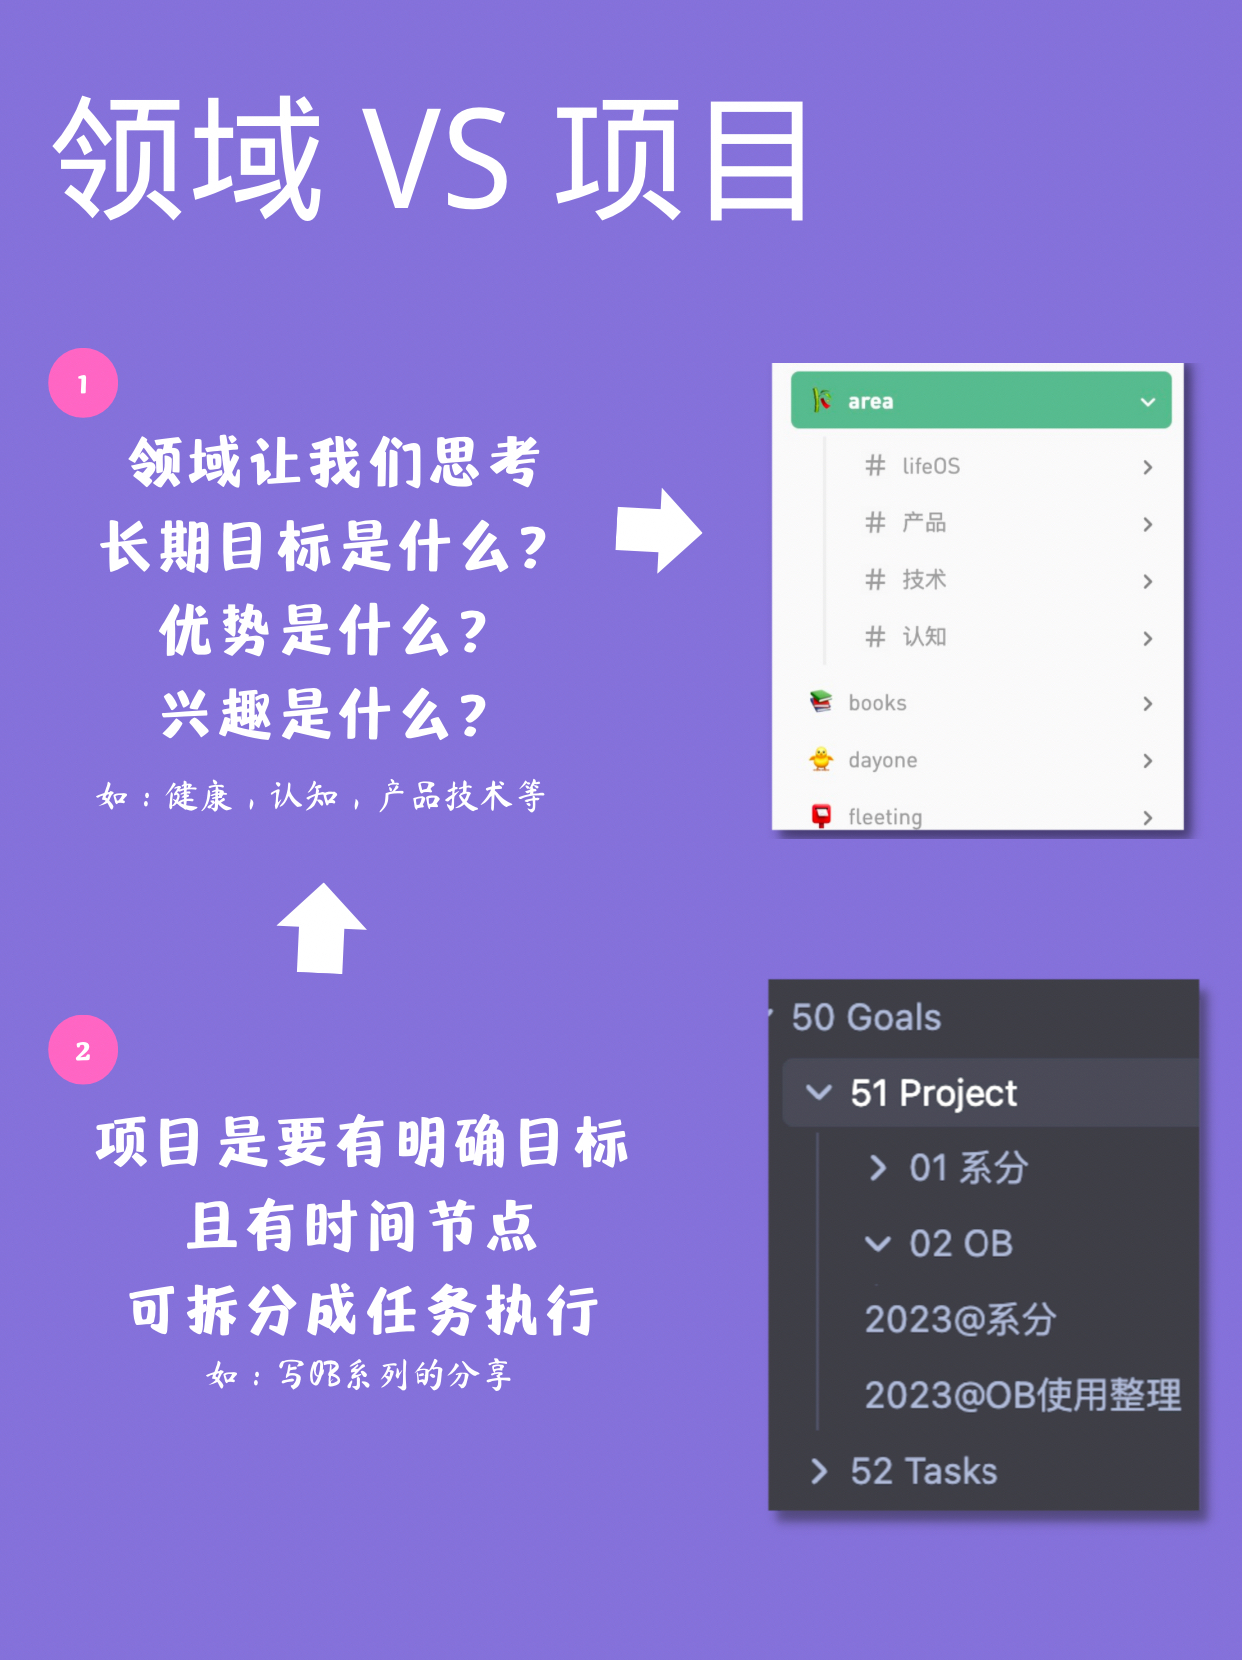 领域 VS 项目
1
领域让我们思考
长期目标是什么？
优势是什么？
兴趣是什么？
如：健康，认知，产品技术等
area
# lifeOS
# 产品
# 技术
# 认知
books
dayone
fleeting
2
项目是要有明确目标
且有时间节点
可拆分成任务执行
如：写OB系列的分享
50 Goals
51 Project
01 系分
02 OB
2023@系分
2023@OB使用整理
52 Tasks